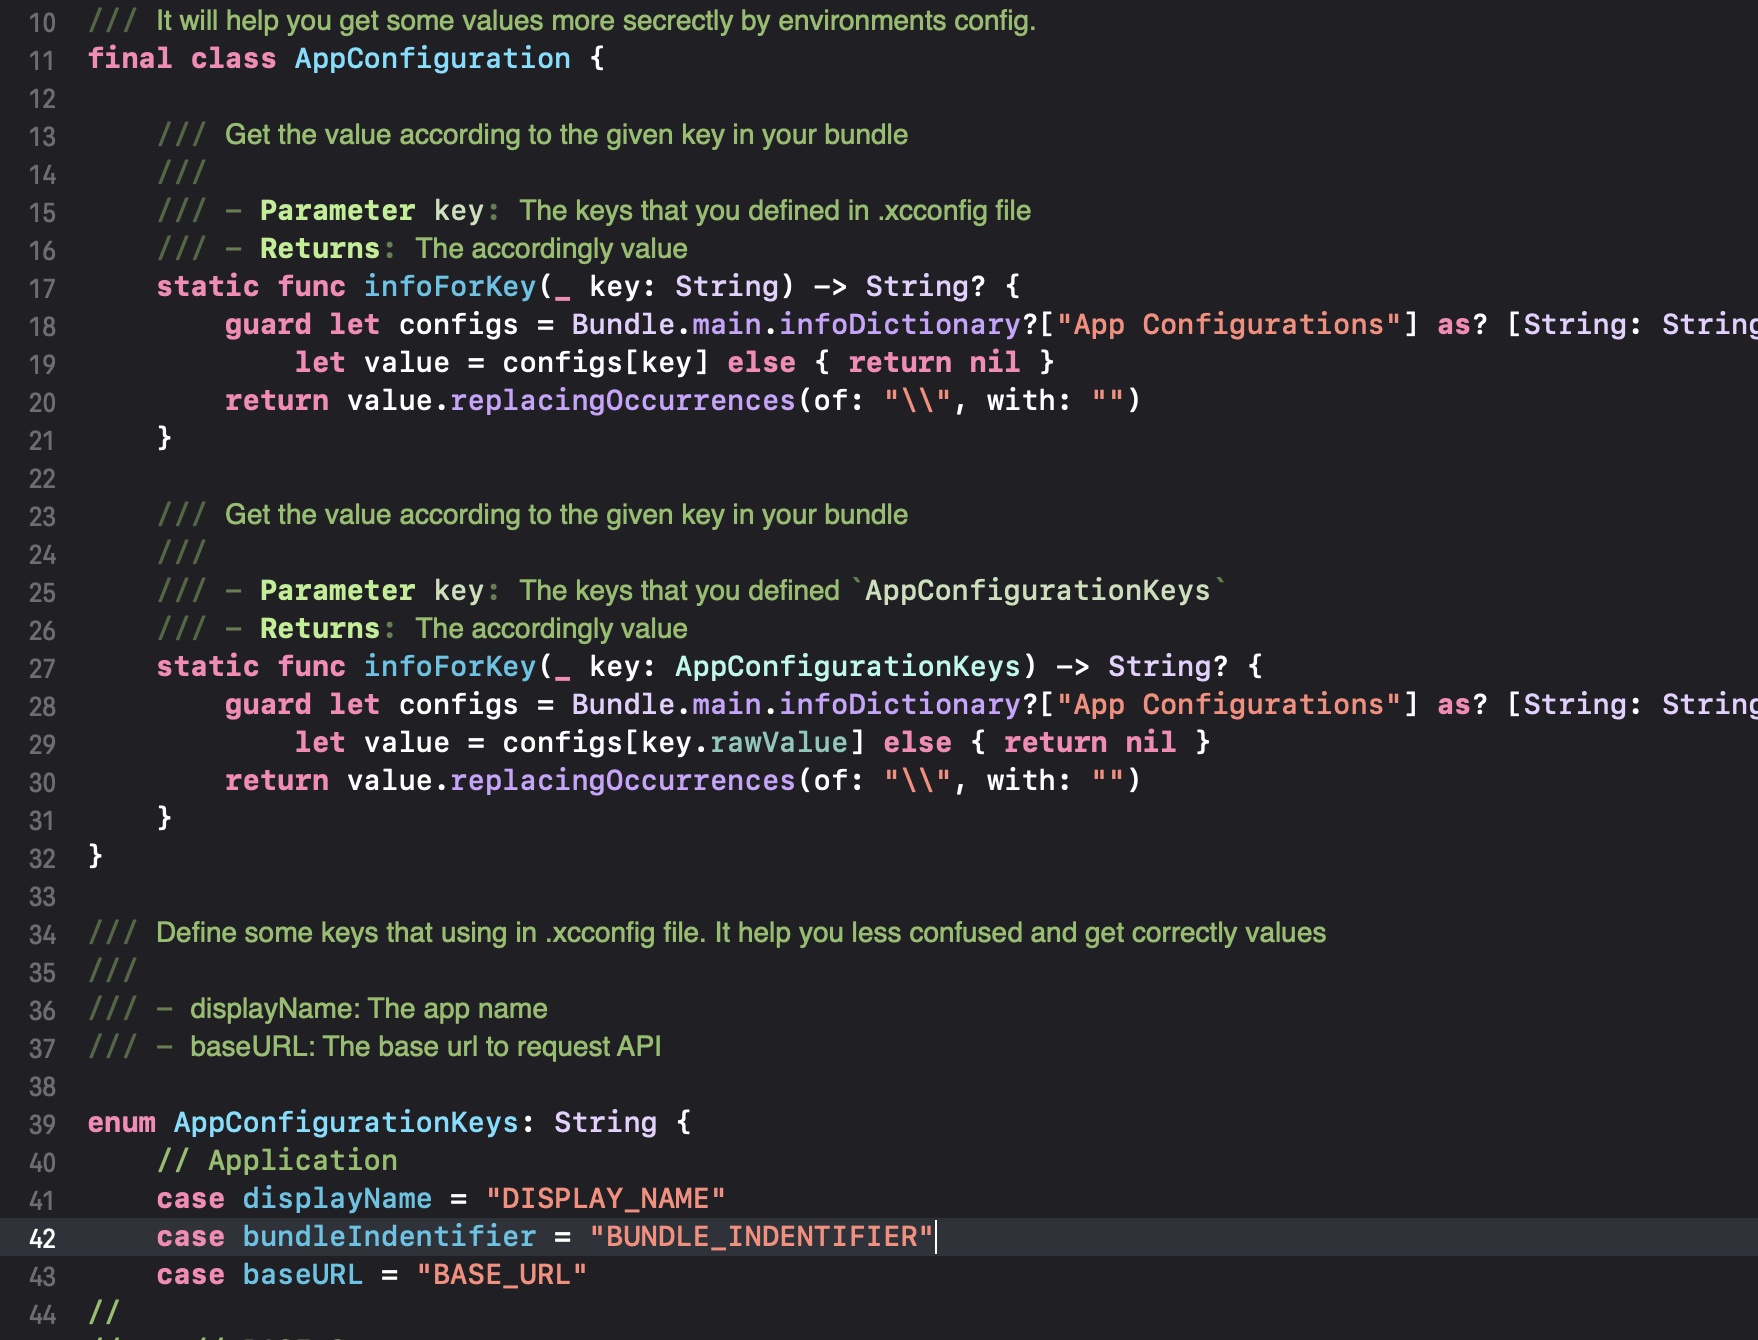 10 /// It will help you get some values more secrectly by environments config.
11 final class AppConfiguration {
12
13 /// Get the value according to the given key in your bundle
14 ///
15 /// - Parameter key: The keys that you defined in .xcconfig file
16 /// - Returns: The accordingly value
17 static func infoForKey(_ key: String) -> String? {
18 guard let configs = Bundle.main.infoDictionary?["App Configurations"] as? [String: String
19 let value = configs[key] else { return nil }
20 return value.replacingOccurrences(of: "\\", with: "")
21 }
22
23 /// Get the value according to the given key in your bundle
24 ///
25 /// - Parameter key: The keys that you defined `AppConfigurationKeys`
26 /// - Returns: The accordingly value
27 static func infoForKey(_ key: AppConfigurationKeys) -> String? {
28 guard let configs = Bundle.main.infoDictionary?["App Configurations"] as? [String: String
29 let value = configs[key.rawValue] else { return nil }
30 return value.replacingOccurrences(of: "\\", with: "")
31 }
32 }
33
34 /// Define some keys that using in .xcconfig file. It help you less confused and get correctly values
35 ///
36 /// - displayName: The app name
37 /// - baseURL: The base url to request API
38
39 enum AppConfigurationKeys: String {
40 // Application
41 case displayName = "DISPLAY_NAME"
42 case bundleIndentifier = "BUNDLE_INDENTIFIER"
43 case baseURL = "BASE_URL"
44 //